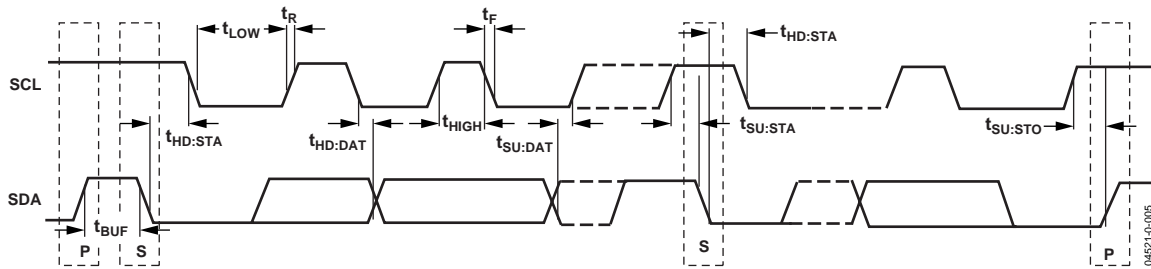 tR
tF
tLOW
tHD:STA
SCL
tHD:STA
tHD:DAT
tHIGH
tSU:DAT
tSU:STA
tSU:STO
SDA
tBUF
P
S
S
P
04521-0-005